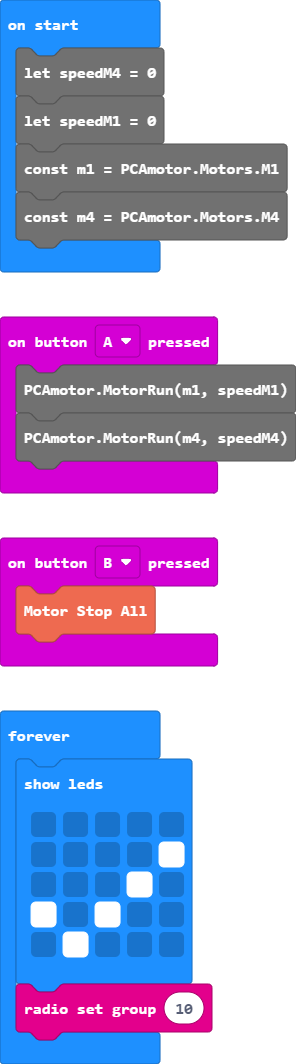 on start
let speedM4 = 0
let speedM1 = 0
const m1 = PCAmotor.Motors.M1
const m4 = PCAmotor.Motors.M4
on button A pressed
PCAmotor.MotorRun(m1, speedM1)
PCAmotor.MotorRun(m4, speedM4)
on button B pressed
Motor Stop All
forever
show leds
radio set group 10